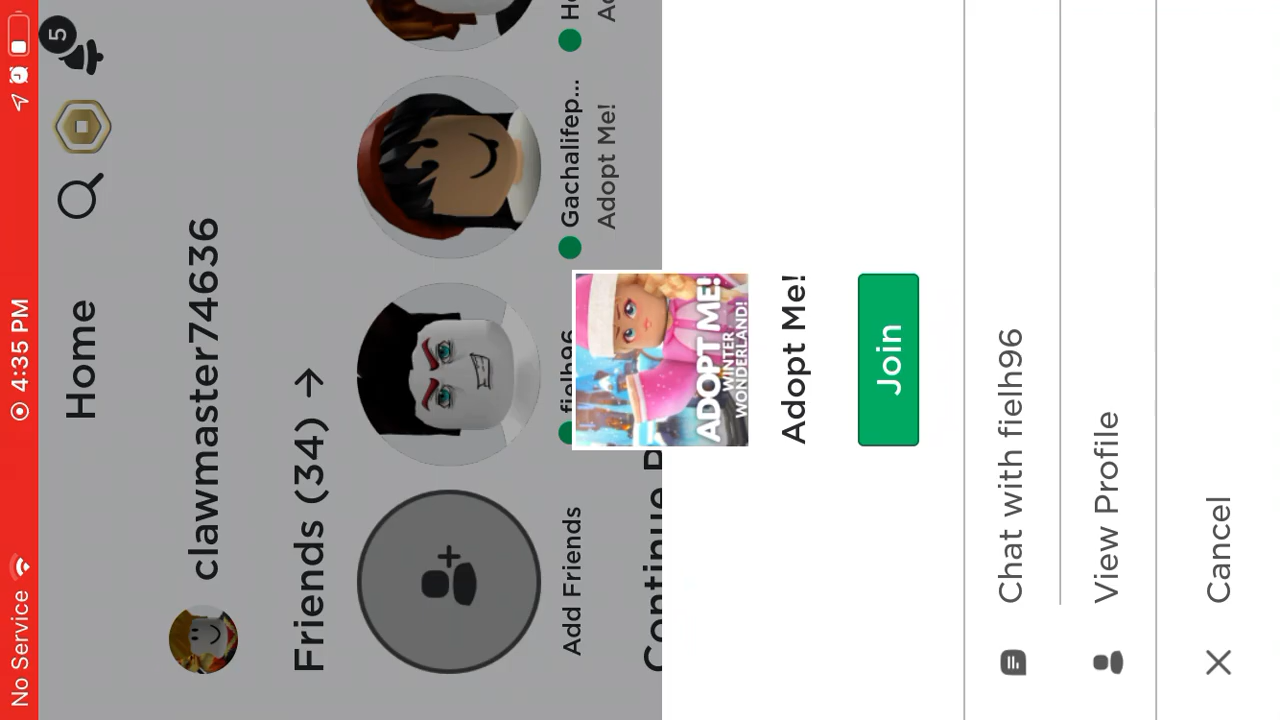 No Service 4:35 PM
Home
5
clawmaster74636
Friends (34) →
Add Friends
fielh96
Gachalifep...
Adopt Me!
ADOPT ME!
WINTER
WONDERLAND!
Adopt Me!
Join
Chat with fielh96
View Profile
Cancel